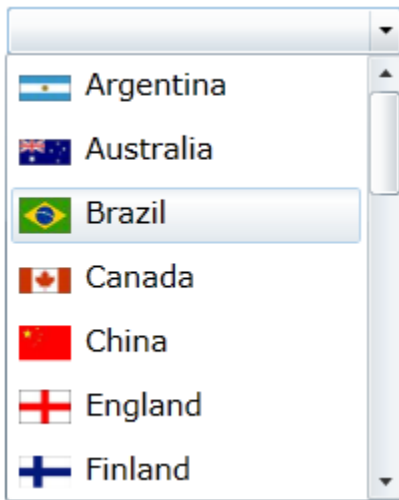 Argentina
Australia
Brazil
Canada
China
England
Finland